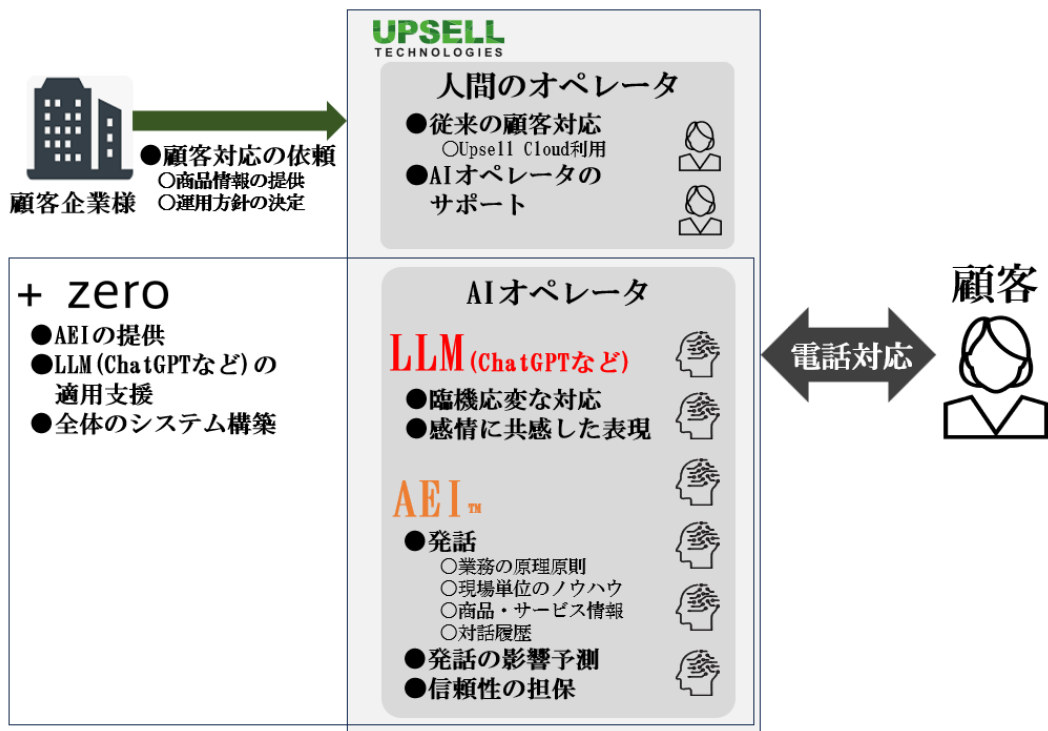 UPSELL
TECHNOLOGIES
人間のオペレータ
●従来の顧客対応
○Upsell Cloud利用
●AIオペレータの
サポート
●顧客対応の依頼
○商品情報の提供
○運用方針の決定
顧客企業様
+ zero
●AEIの提供
●LLM(ChatGPTなど)の
適用支援
●全体のシステム構築
AIオペレータ
LLM(ChatGPTなど)
●臨機応変な対応
●感情に共感した表現
AEI™
●発話
○業務の原理原則
○現場単位のノウハウ
○商品・サービス情報
○対話履歴
●発話の影響予測
●信頼性の担保
電話対応
顧客